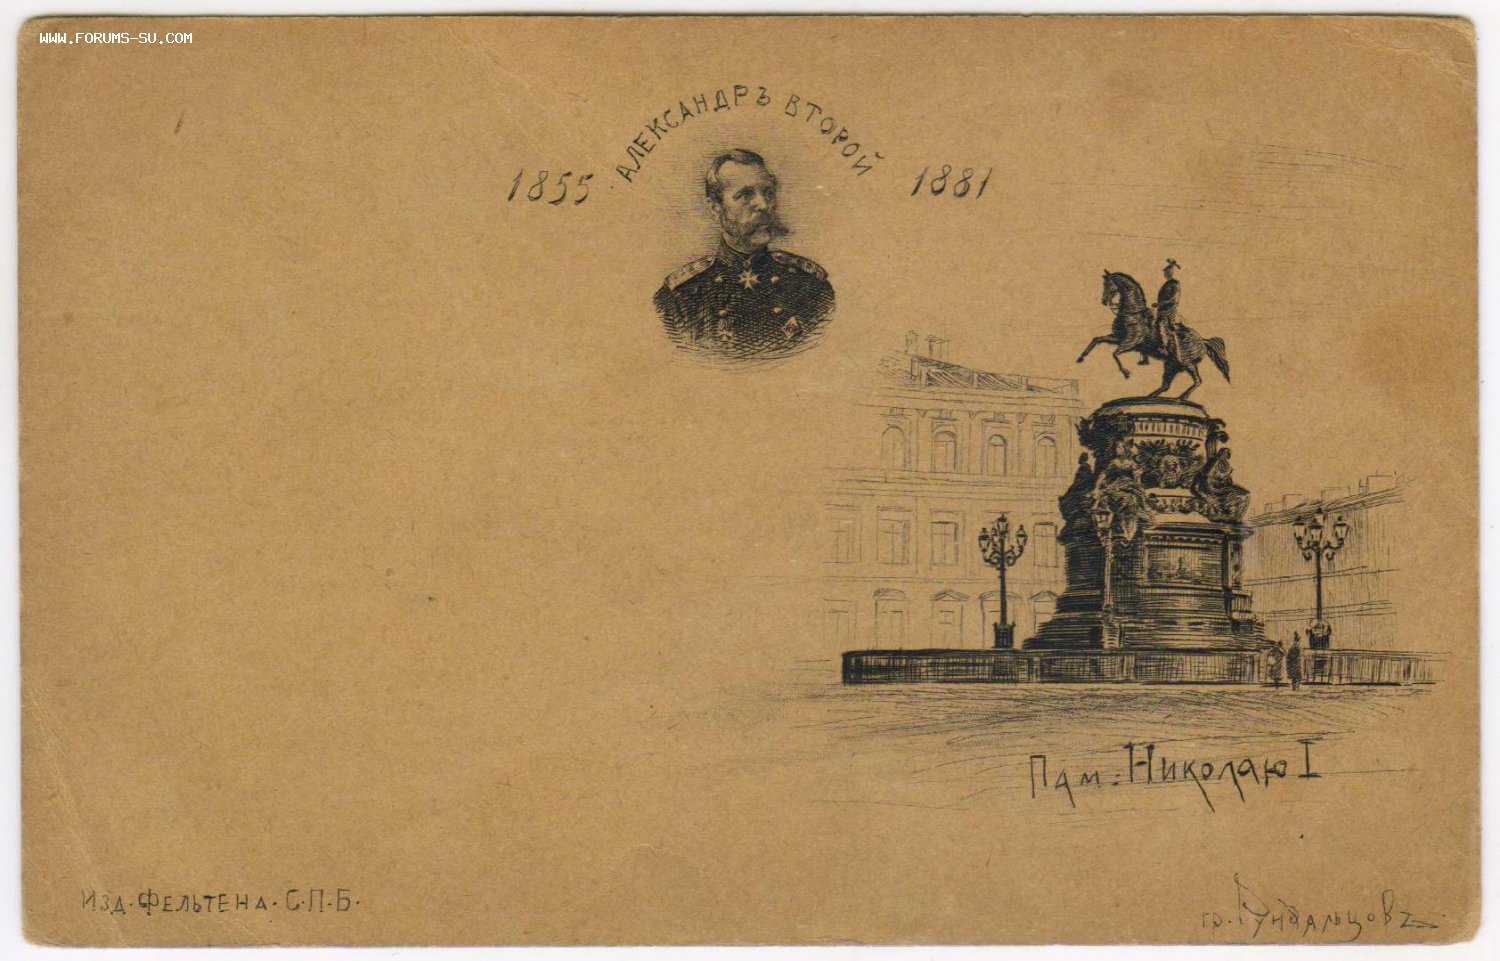 WWW.FORUMS-SU.COM
АЛЕКСАНДРЪ ВТОРОЙ
1855
1881
Пам: Николаю I
Изд. Фельтена. С.П.Б.
гр. Рундальцовъ